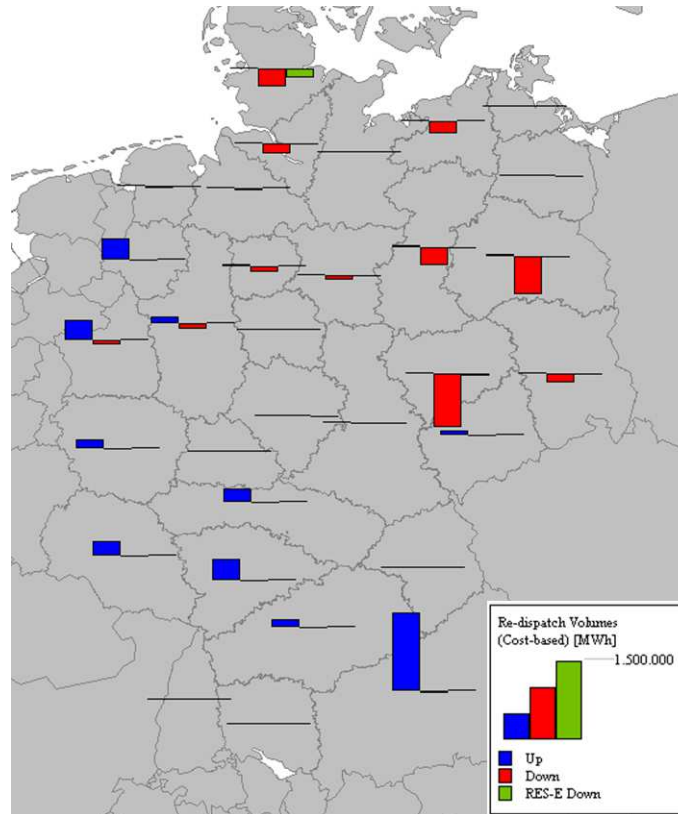 Re-dispatch Volumes
(Cost-based) [MWh]
1.500.000
Up
Down
RES-E Down